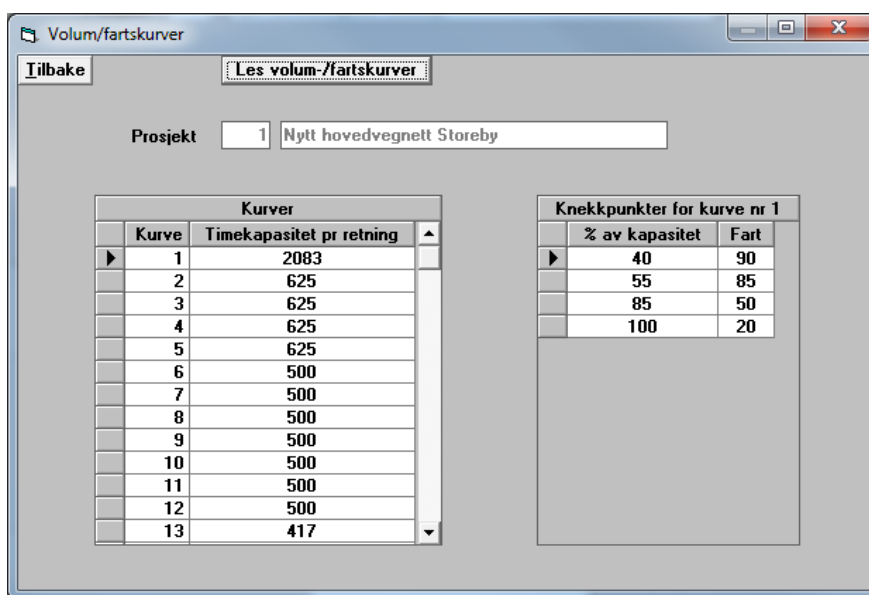 Volum/fartskurver
Tilbake
Les volum-/fartskurver
Prosjekt 1 Nytt hovedvegnett Storeby
Kurver
Kurve Timekapasitet pr retning
1 2083
2 625
3 625
4 625
5 625
6 500
7 500
8 500
9 500
10 500
11 500
12 500
13 417
Knekkpunkter for kurve nr 1
% av kapasitet Fart
40 90
55 85
85 50
100 20